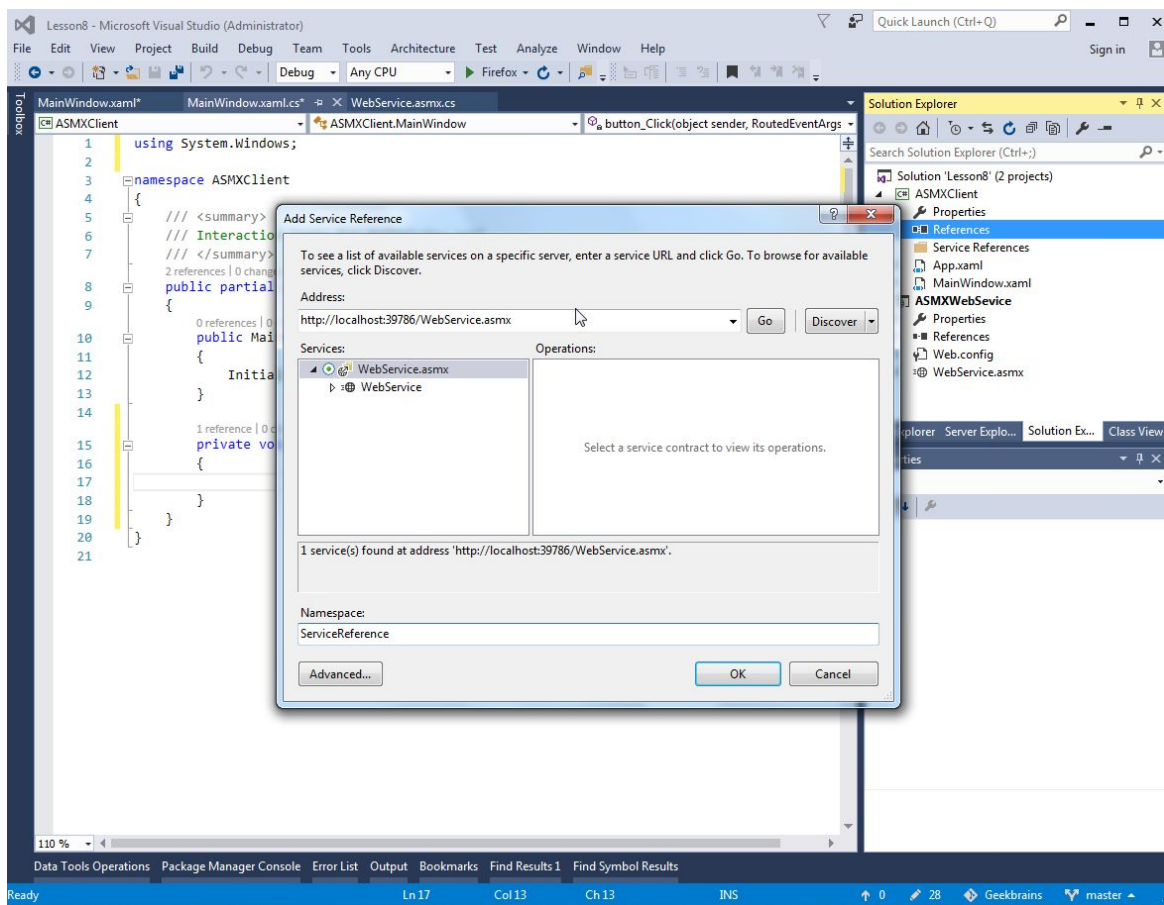 Lesson8 - Microsoft Visual Studio (Administrator)
Quick Launch (Ctrl+Q)
File Edit View Project Build Debug Team Tools Architecture Test Analyze Window Help
Sign in
Debug Any CPU Firefox
Toolbox
MainWindow.xaml* MainWindow.xaml.cs* WebService.asmx.cs
ASMXClient ASMXClient.MainWindow button_Click(object sender, RoutedEventArgs
1 using System.Windows;
2
3 namespace ASMXClient
4 {
5 /// <summary>
6 /// Interactio
7 /// </summary>
2 references | 0 chang
8 public partial
9 {
0 references | 0
10 public Mai
11 {
12 Initia
13 }
14
1 reference | 0 c
15 private vo
16 {
17
18 }
19 }
20 }
21
Add Service Reference
To see a list of available services on a specific server, enter a service URL and click Go. To browse for available
services, click Discover.
Address:
http://localhost:39786/WebService.asmx Go Discover
Services: Operations:
WebService.asmx
WebService
Select a service contract to view its operations.
1 service(s) found at address 'http://localhost:39786/WebService.asmx'.
Namespace:
ServiceReference
Advanced... OK Cancel
Solution Explorer
Search Solution Explorer (Ctrl+;)
Solution 'Lesson8' (2 projects)
ASMXClient
Properties
References
Service References
App.xaml
MainWindow.xaml
ASMXWebSevice
Properties
References
Web.config
WebService.asmx
xplorer Server Explo... Solution Ex... Class View
ties
110 %
Data Tools Operations Package Manager Console Error List Output Bookmarks Find Results 1 Find Symbol Results
Ready Ln 17 Col 13 Ch 13 INS 0 28 Geekbrains master